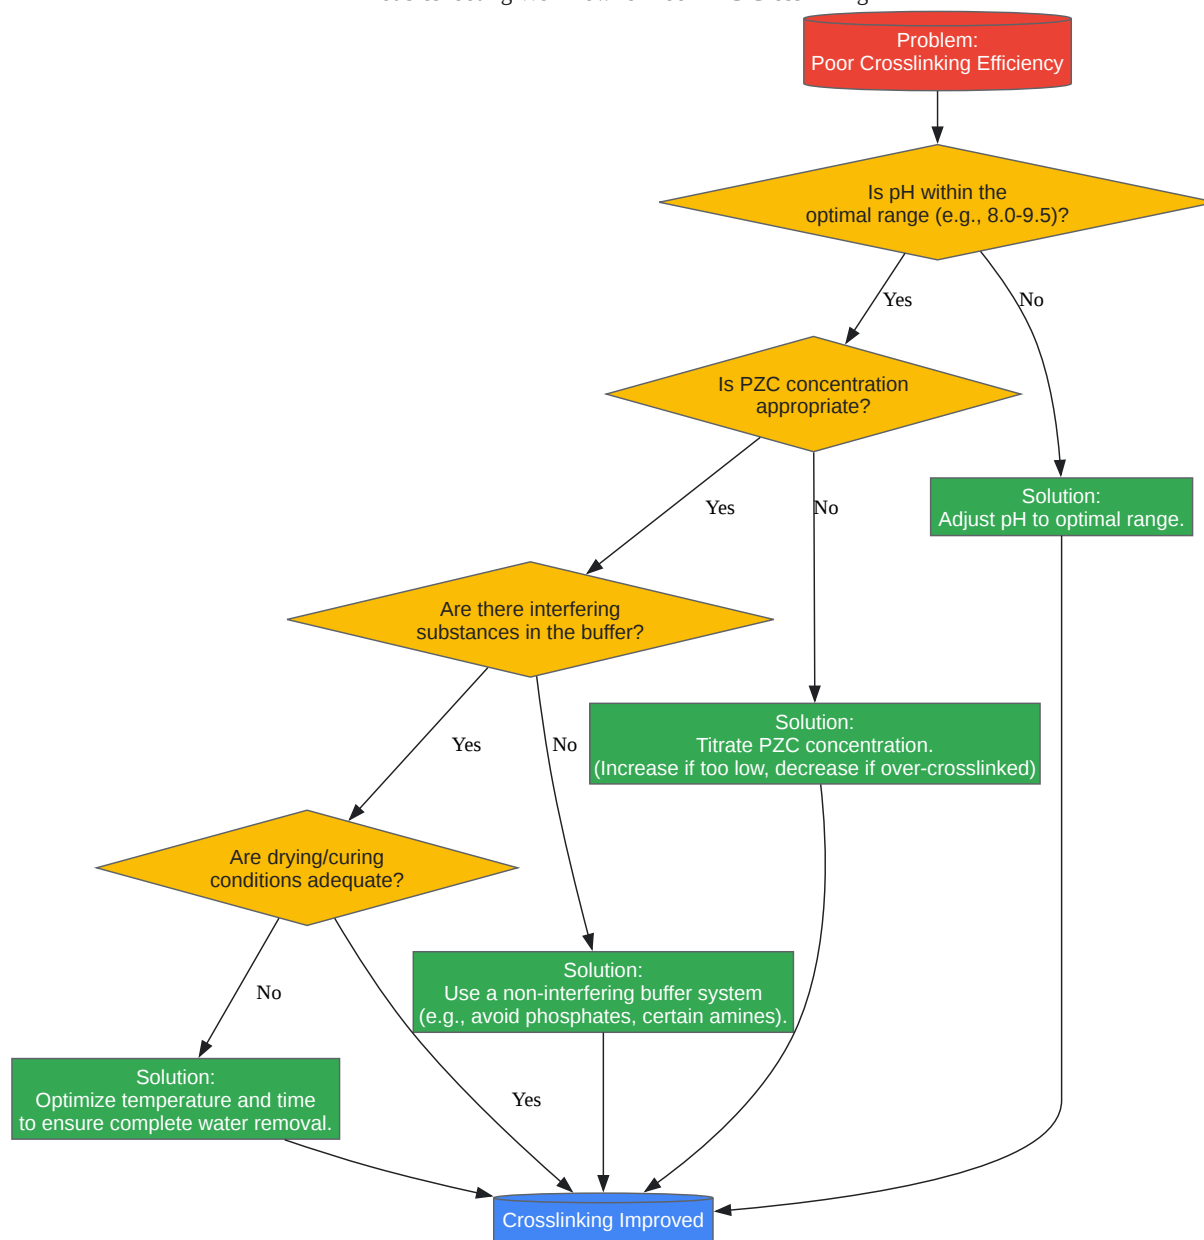 Problem:
Poor Crosslinking Efficiency
Is pH within the
optimal range (e.g., 8.0-9.5)?
Yes
No
Is PZC concentration
appropriate?
Solution:
Adjust pH to optimal range.
Yes
No
Are there interfering
substances in the buffer?
Solution:
Titrate PZC concentration.
(Increase if too low, decrease if over-crosslinked)
Yes
No
Are drying/curing
conditions adequate?
Solution:
Use a non-interfering buffer system
(e.g., avoid phosphates, certain amines).
No
Solution:
Optimize temperature and time
to ensure complete water removal.
Yes
Crosslinking Improved